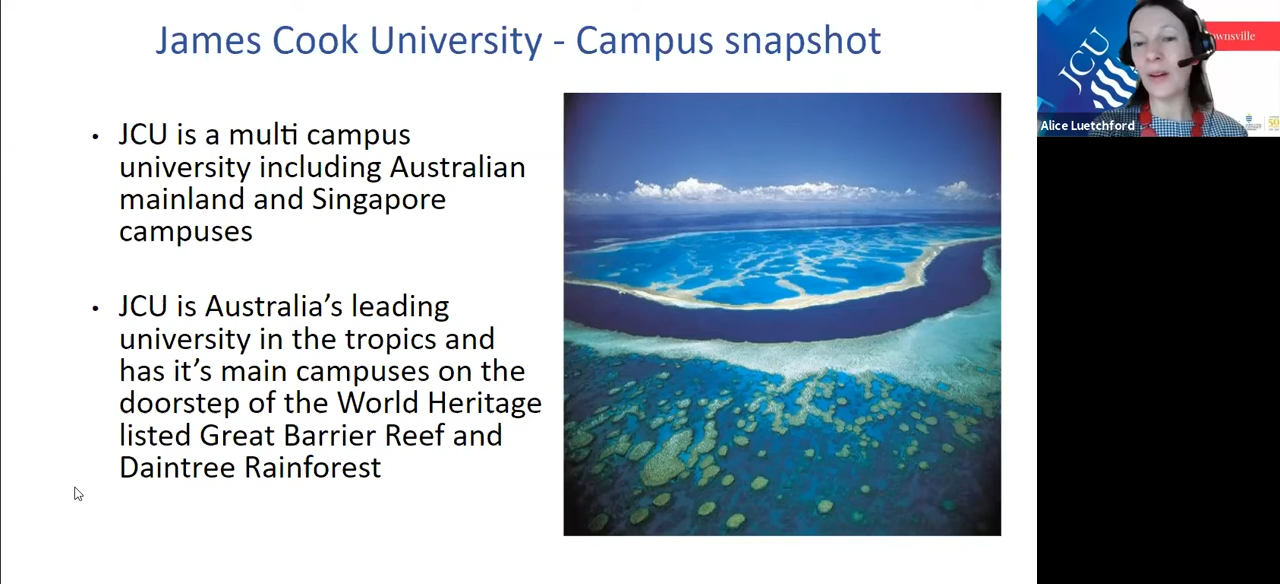 James Cook University - Campus snapshot
• JCU is a multi campus
university including Australian
mainland and Singapore
campuses
• JCU is Australia's leading
university in the tropics and
has it's main campuses on the
doorstep of the World Heritage
listed Great Barrier Reef and
Daintree Rainforest
JCU
ownsville
Alice Luetchford
50